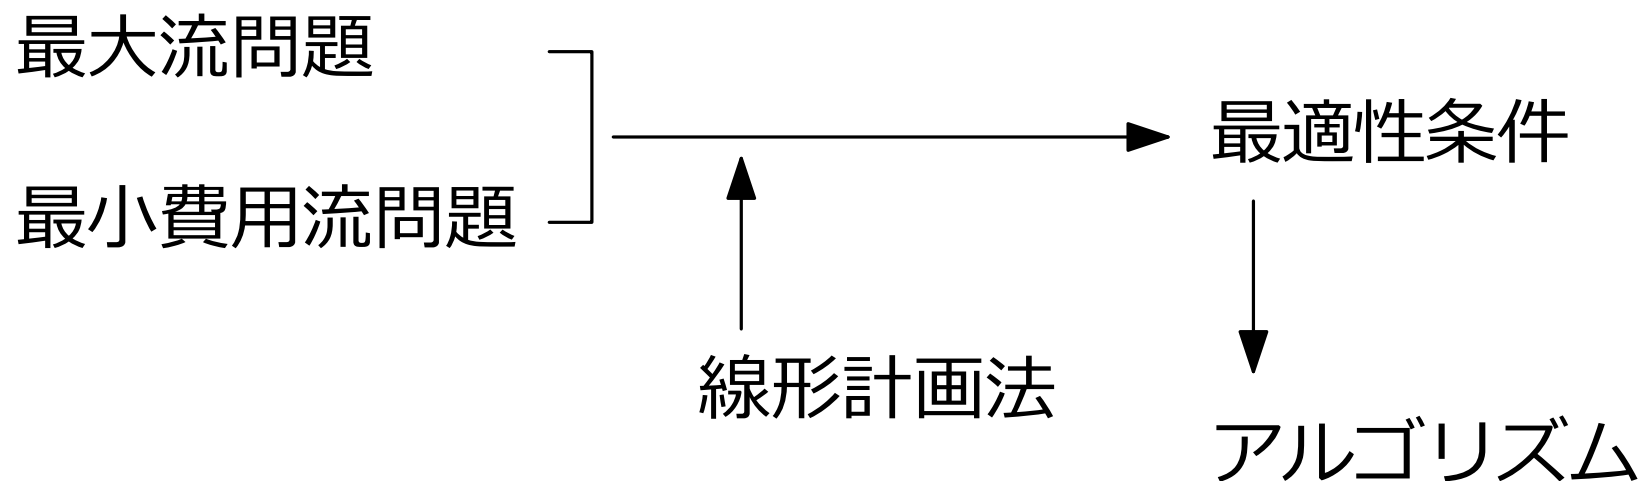 最大流問題
最小費用流問題
最適性条件
線形計画法
アルゴリズム